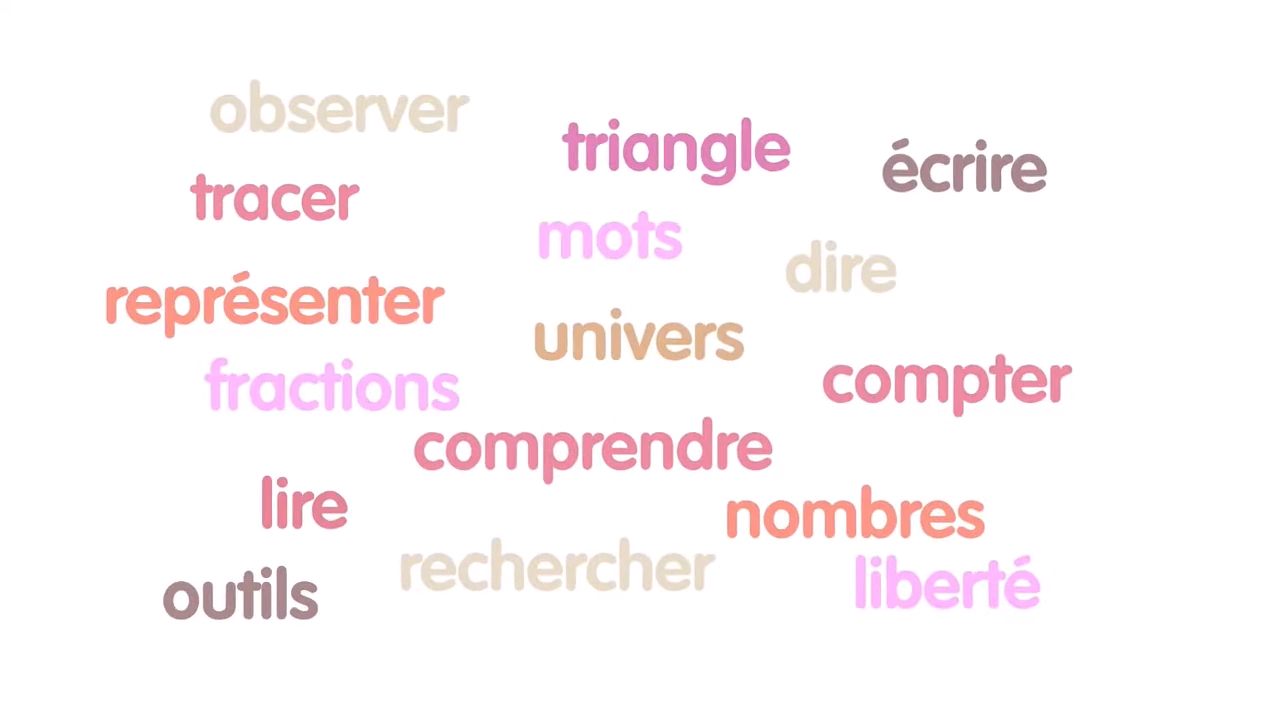 observer
triangle
écrire
tracer
mots
dire
représenter
univers
fractions
compter
comprendre
lire
nombres
rechercher
liberté
outils